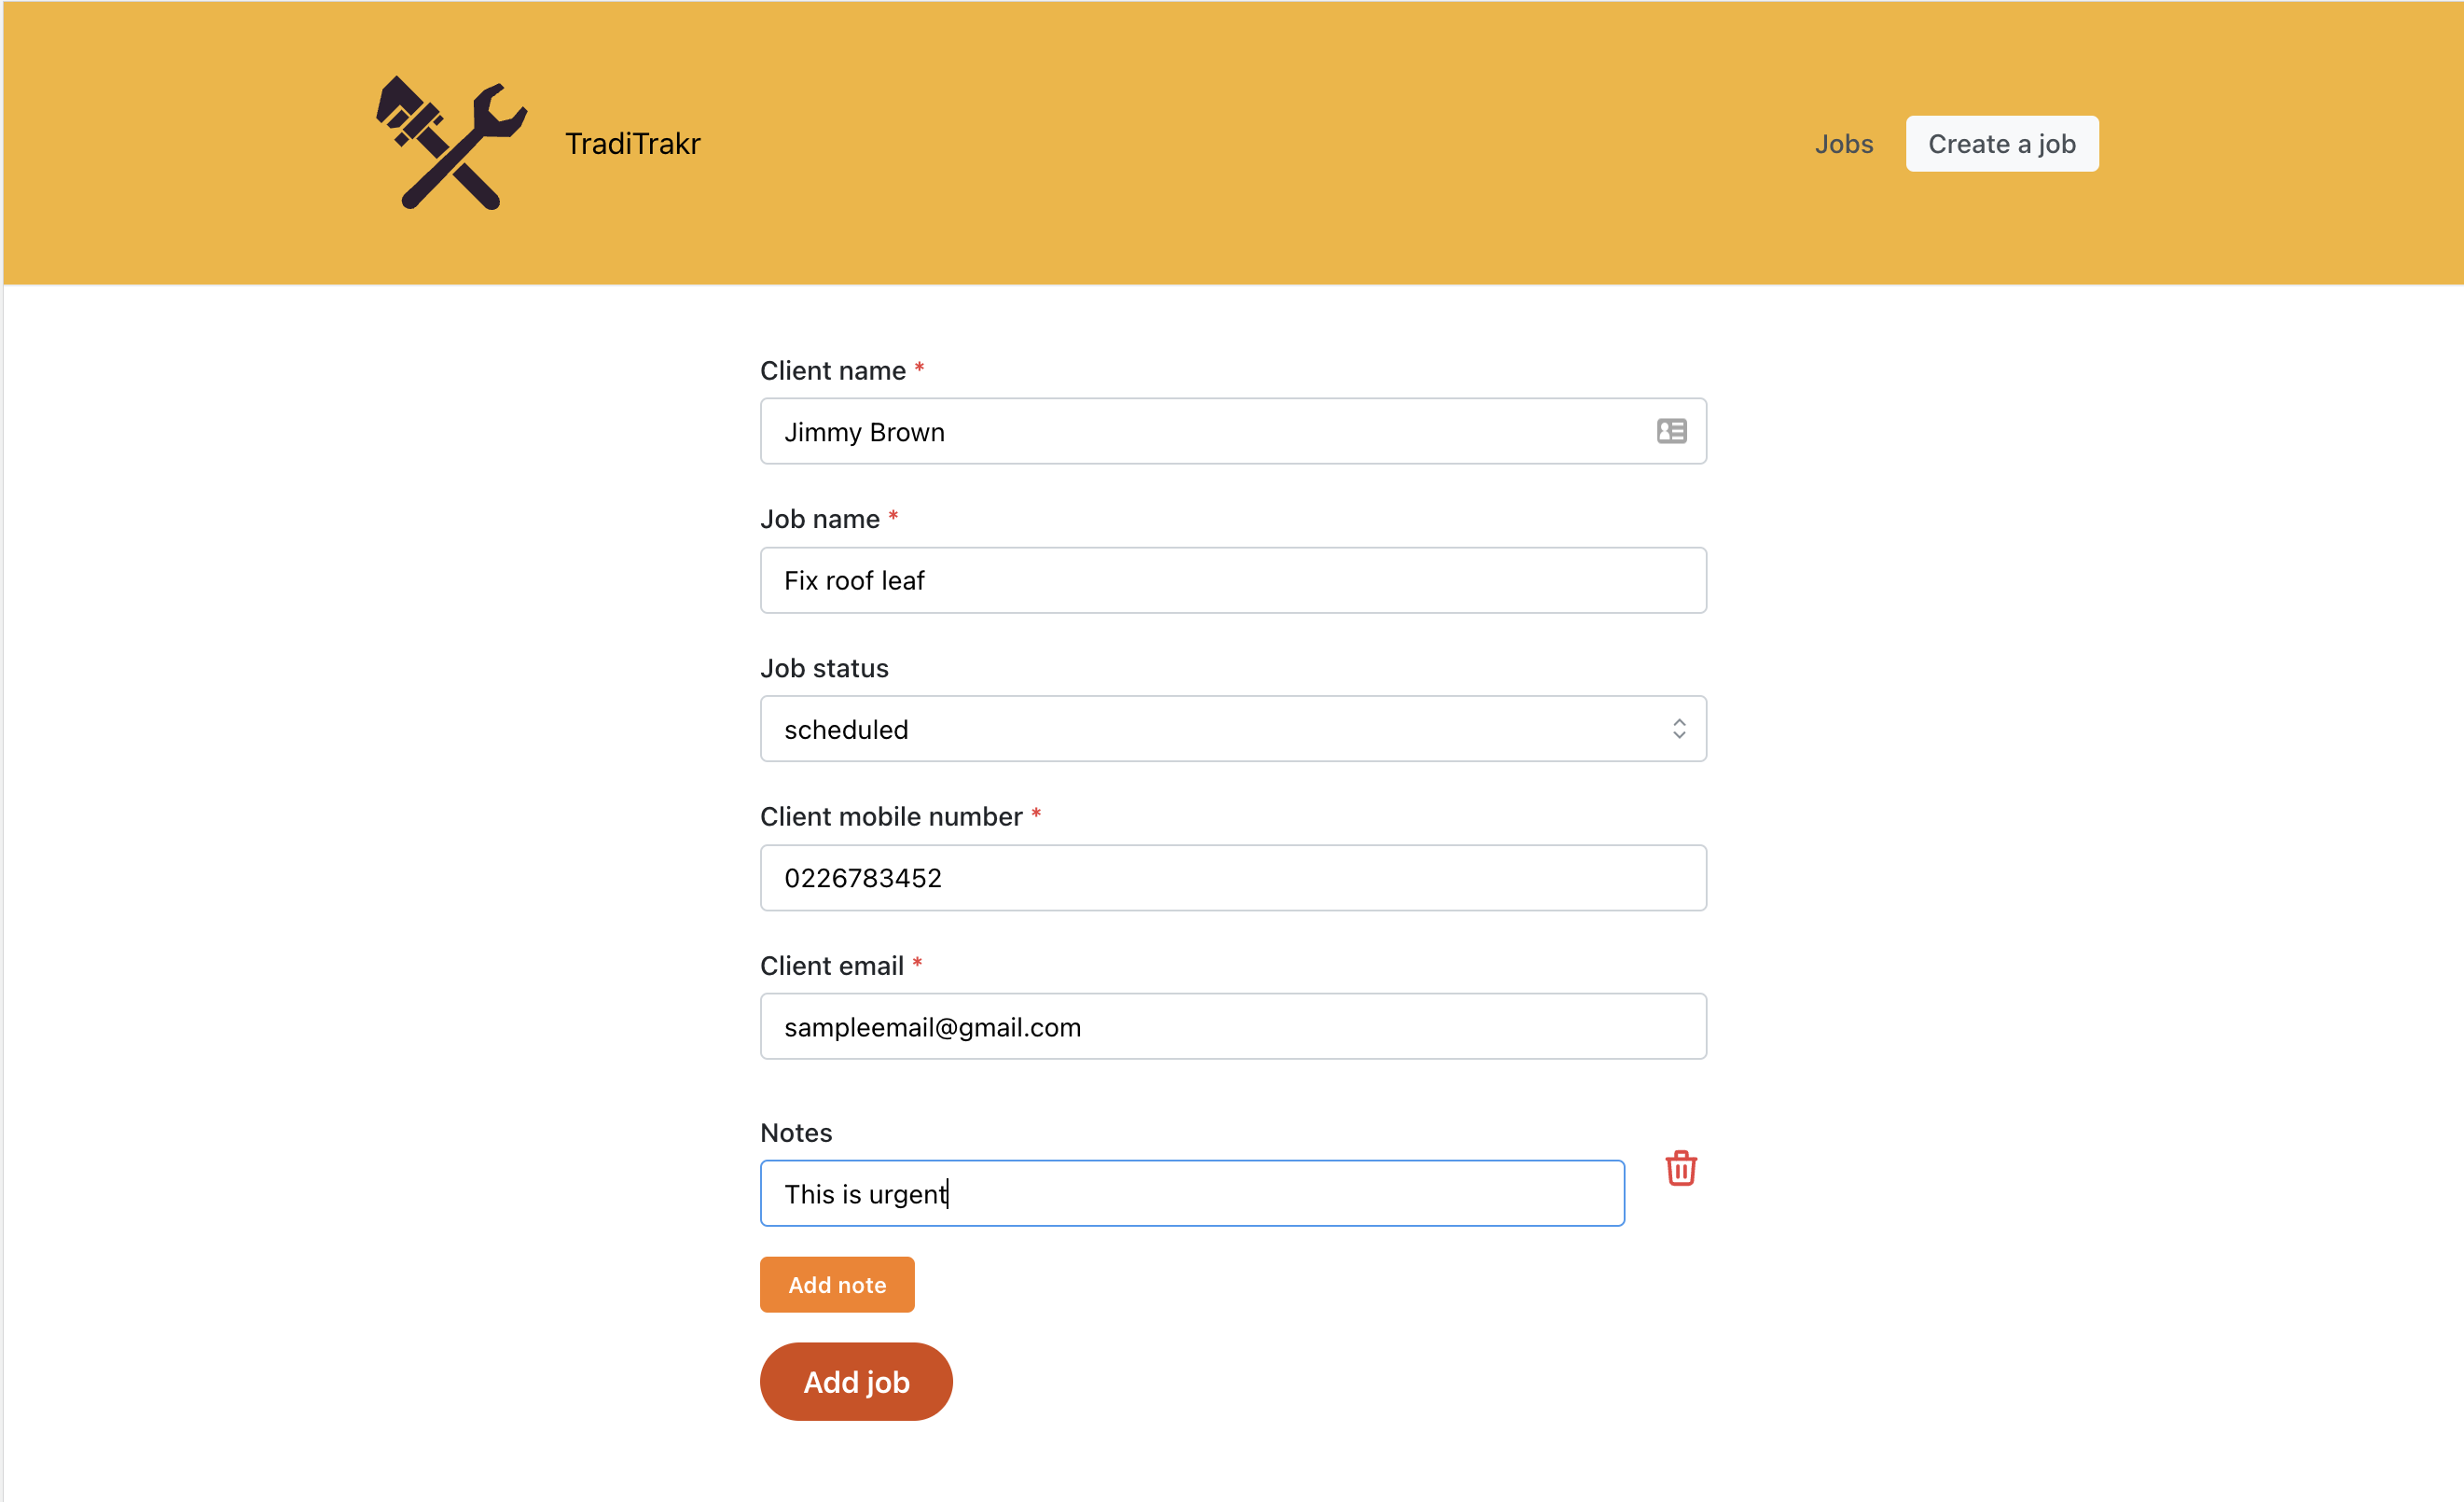 TradiTrakr
Jobs
Create a job
Client name *
Jimmy Brown
Job name *
Fix roof leaf
Job status
scheduled
Client mobile number *
0226783452
Client email *
sampleemail@gmail.com
Notes
This is urgent
Add note
Add job